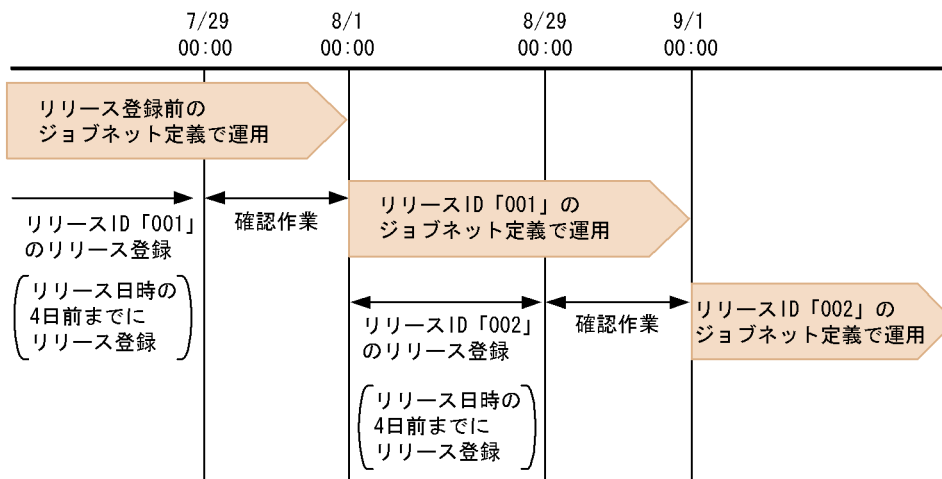 7/29
00:00
8/1
00:00
8/29
00:00
9/1
00:00
リリース登録前の
ジョブネット定義で運用
リリースID「001」
のリリース登録
リリース日時の
4日前までに
リリース登録
確認作業
リリースID「001」の
ジョブネット定義で運用
リリースID「002」
のリリース登録
リリース日時の
4日前までに
リリース登録
確認作業
リリースID「002」の
ジョブネット定義で運用